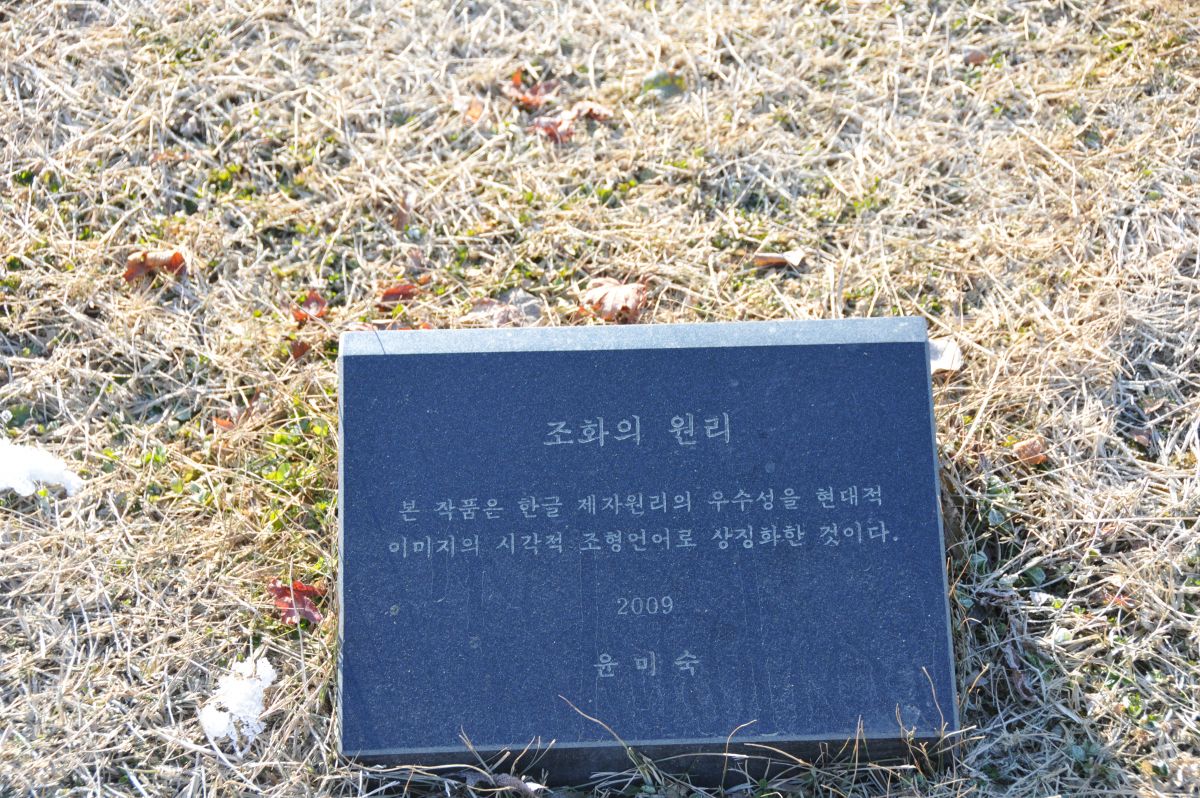 조화의 원리
본 작품은 한글 제자원리의 우수성을 현대적
이미지의 시각적 조형언어로 상징화한 것이다.
2009
윤미숙